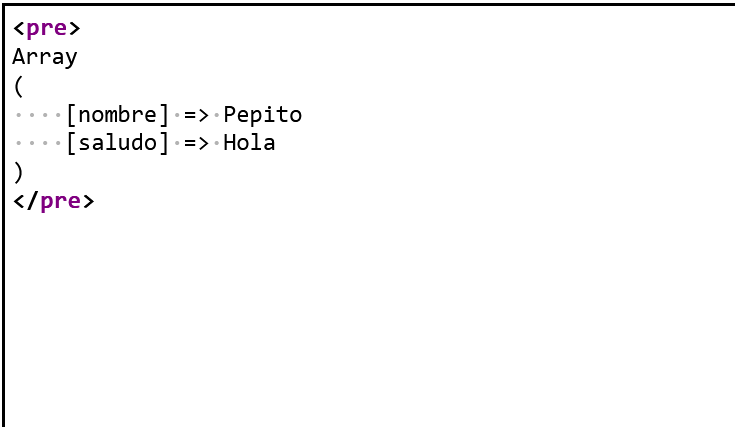 <pre>
Array
(
    [nombre] => Pepito
    [saludo] => Hola
)
</pre>